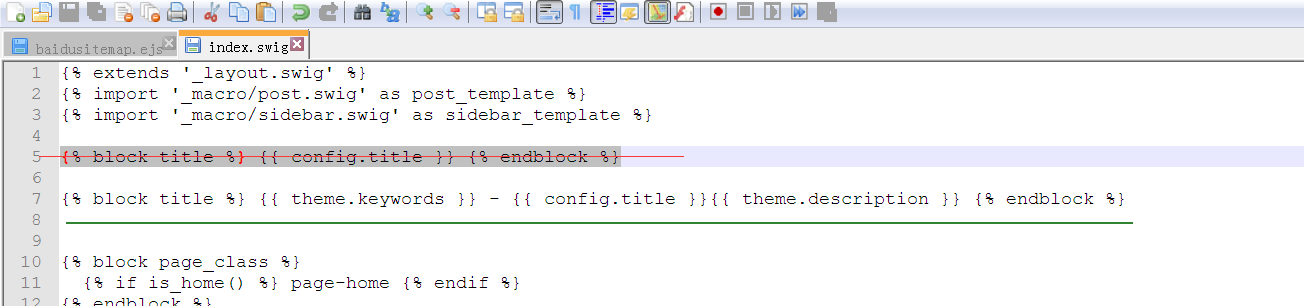 baidusitemap.ejs index.swig
1 {% extends '_layout.swig' %}
2 {% import '_macro/post.swig' as post_template %}
3 {% import '_macro/sidebar.swig' as sidebar_template %}
4
5 {% block title %} {{ config.title }} {% endblock %}
6
7 {% block title %} {{ theme.keywords }} - {{ config.title }}{{ theme.description }} {% endblock %}
8
9
10 {% block page_class %}
11 {% if is_home() %} page-home {% endif %}
12 {% endblock %}